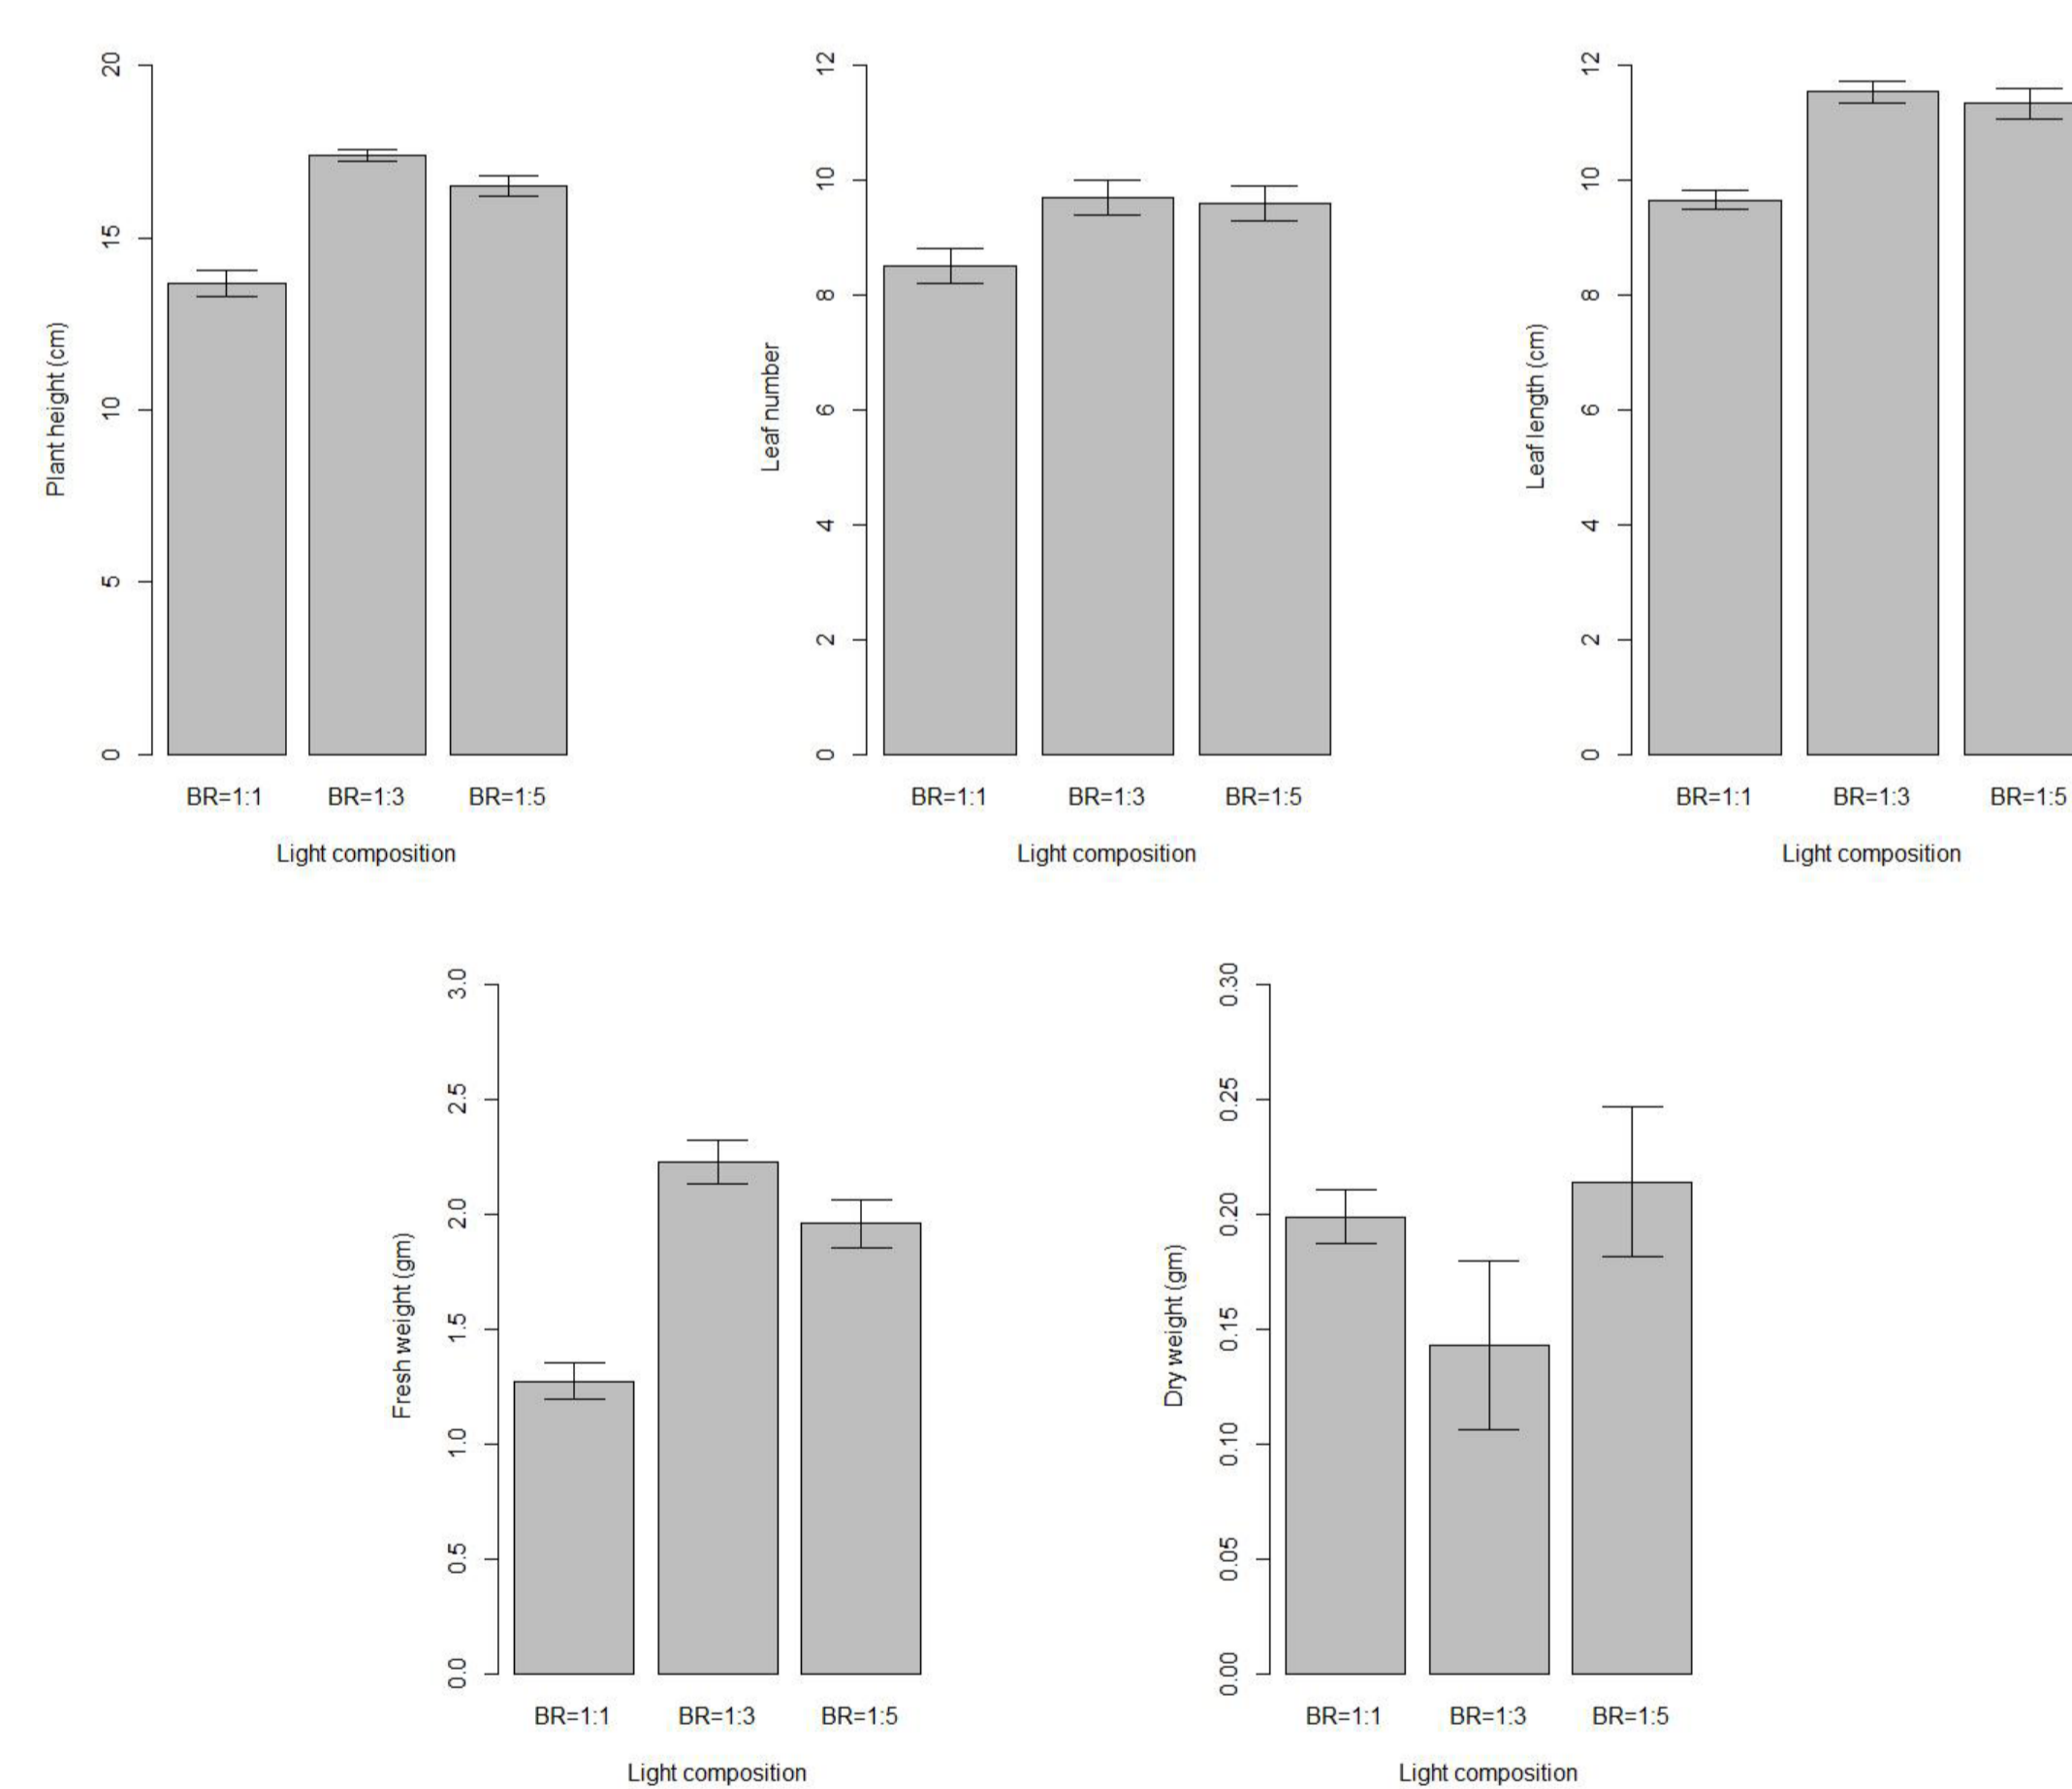 Plant height (cm)
20
15
10
5
0
BR=1:1 BR=1:3 BR=1:5
Light composition
Leaf number
12
10
8
6
4
2
0
BR=1:1 BR=1:3 BR=1:5
Light composition
Leaf length (cm)
12
10
8
6
4
2
0
BR=1:1 BR=1:3 BR=1:5
Light composition
Fresh weight (gm)
3.0
2.5
2.0
1.5
1.0
0.5
0.0
BR=1:1 BR=1:3 BR=1:5
Light composition
Dry weight (gm)
0.30
0.25
0.20
0.15
0.10
0.05
0.00
BR=1:1 BR=1:3 BR=1:5
Light composition